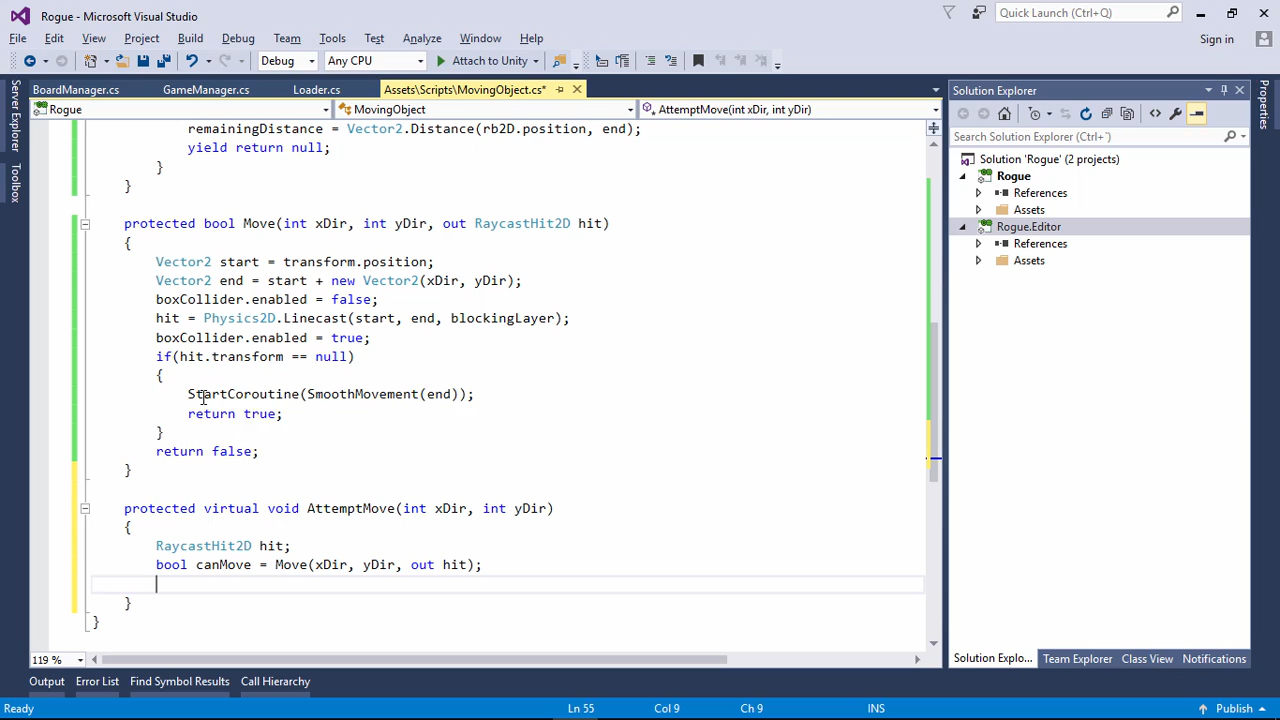 Rogue - Microsoft Visual Studio
Quick Launch (Ctrl+Q)
File Edit View Project Build Debug Team Tools Test Analyze Window Help
Sign in
Debug Any CPU Attach to Unity
BoardManager.cs GameManager.cs Loader.cs Assets\Scripts\MovingObject.cs*
Rogue MovingObject AttemptMove(int xDir, int yDir)
Server Explorer
Toolbox
remainingDistance = Vector2.Distance(rb2D.position, end);
yield return null;
}
}
protected bool Move(int xDir, int yDir, out RaycastHit2D hit)
{
Vector2 start = transform.position;
Vector2 end = start + new Vector2(xDir, yDir);
boxCollider.enabled = false;
hit = Physics2D.Linecast(start, end, blockingLayer);
boxCollider.enabled = true;
if(hit.transform == null)
{
StartCoroutine(SmoothMovement(end));
return true;
}
return false;
}
protected virtual void AttemptMove(int xDir, int yDir)
{
RaycastHit2D hit;
bool canMove = Move(xDir, yDir, out hit);
}
}
119 %
Solution Explorer
Search Solution Explorer (Ctrl+¨)
Solution 'Rogue' (2 projects)
Rogue
References
Assets
Rogue.Editor
References
Assets
Solution Explo... Team Explorer Class View Notifications
Properties
Output Error List Find Symbol Results Call Hierarchy
Ready Ln 55 Col 9 Ch 9 INS Publish